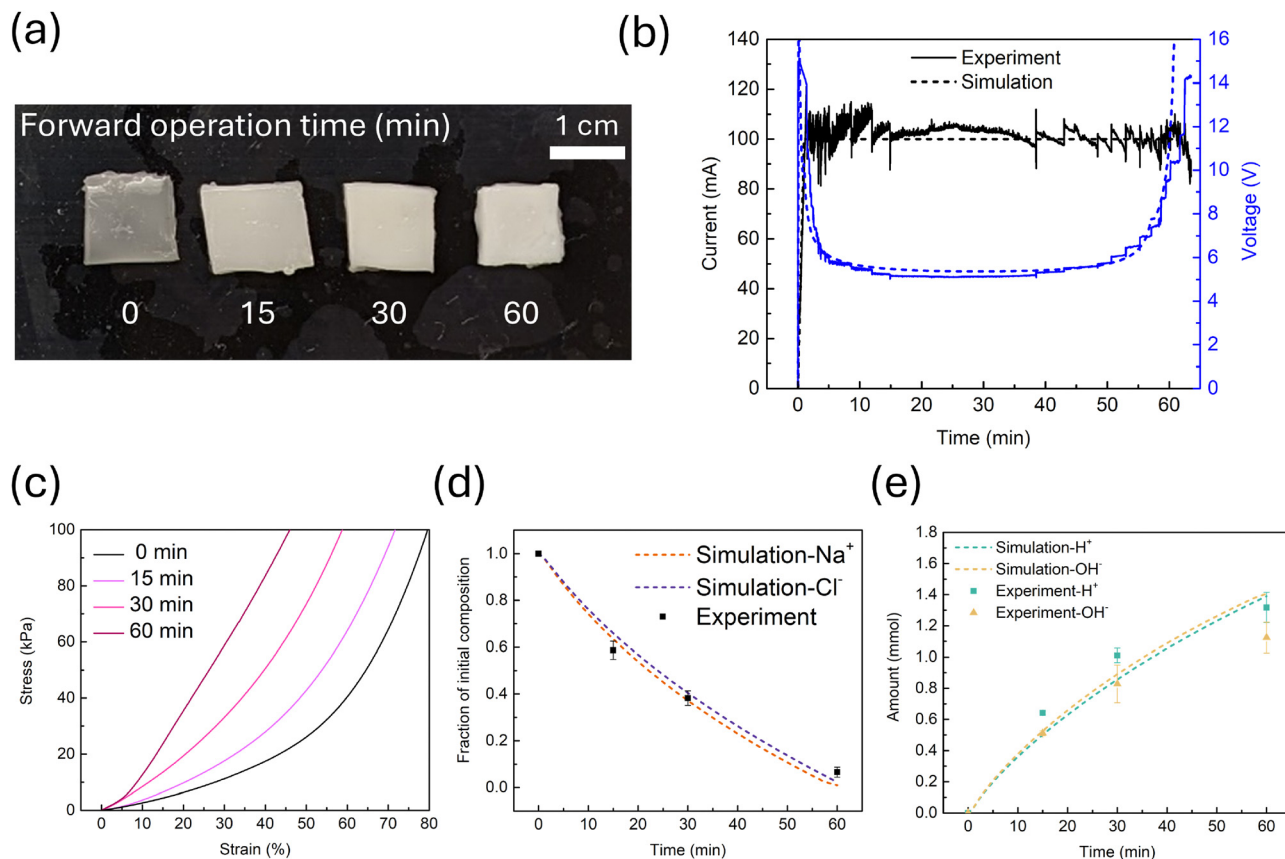 (a)
Forward operation time (min)
1 cm
0
15
30
60
(b)
140
120
100
80
60
40
20
0
Current (mA)
Experiment
Simulation
16
14
12
10
8
6
4
2
0
Voltage (V)
0
10
20
30
40
50
60
Time (min)
(c)
100
80
60
40
20
0
Stress (kPa)
0 min
15 min
30 min
60 min
0
10
20
30
40
50
60
70
80
Strain (%)
(d)
1.0
0.8
0.6
0.4
0.2
0.0
Fraction of initial composition
Simulation-Na⁺
Simulation-Cl⁻
Experiment
0
10
20
30
40
50
60
Time (min)
(e)
1.8
1.6
1.4
1.2
1.0
0.8
0.6
0.4
0.2
0.0
Amount (mmol)
Simulation-H⁺
Simulation-OH⁻
Experiment-H⁺
Experiment-OH⁻
0
10
20
30
40
50
60
Time (min)